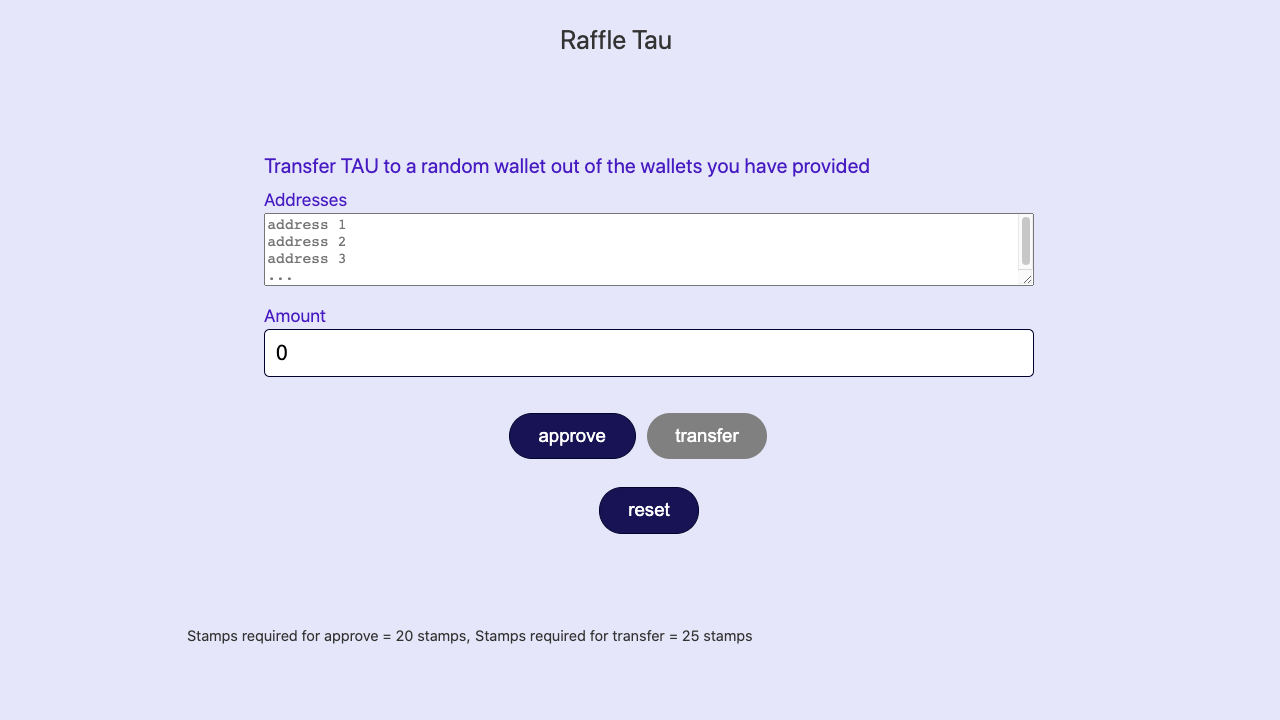 Raffle Tau
Transfer TAU to a random wallet out of the wallets you have provided
Addresses
address 1
address 2
address 3
...
Amount
0
approve transfer
reset
Stamps required for approve = 20 stamps, Stamps required for transfer = 25 stamps